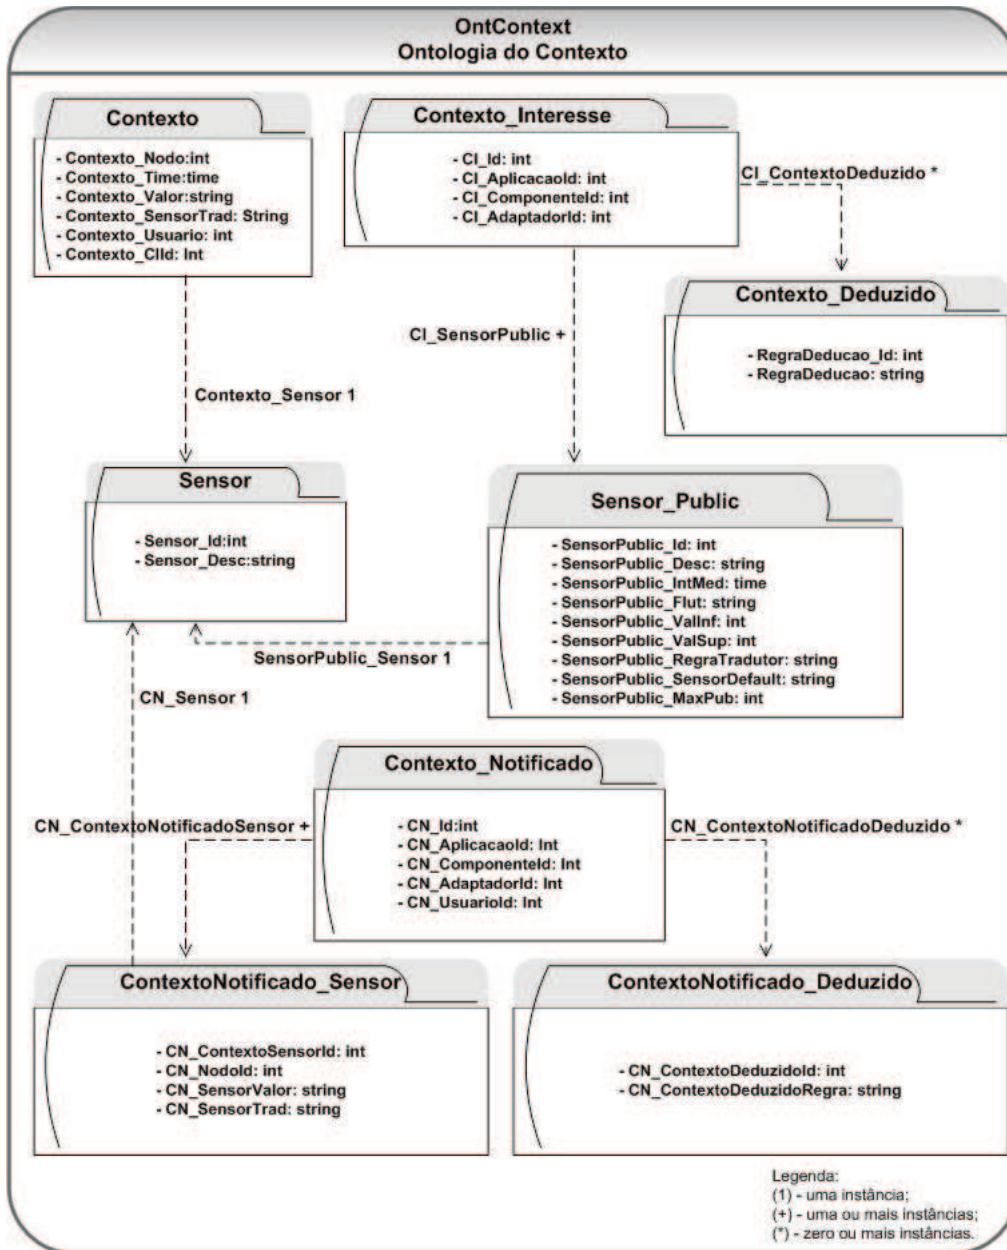 OntContext
Ontologia do Contexto
Contexto
- Contexto_Nodo:int
- Contexto_Time:time
- Contexto_Valor:string
- Contexto_SensorTrad: String
- Contexto_Usuario: int
- Contexto_CIId: Int
Contexto_Interesse
- CI_Id: int
- CI_AplicacaoId: int
- CI_ComponenteId: int
- CI_AdaptadorId: int
CI_ContextoDeduzido *
Contexto_Deduzido
- RegraDeducao_Id: int
- RegraDeducao: string
CI_SensorPublic +
Contexto_Sensor 1
Sensor
- Sensor_Id:int
- Sensor_Desc:string
Sensor_Public
- SensorPublic_Id: int
- SensorPublic_Desc: string
- SensorPublic_IntMed: time
- SensorPublic_Flut: string
- SensorPublic_ValInf: int
- SensorPublic_ValSup: int
- SensorPublic_RegraTradutor: string
- SensorPublic_SensorDefault: string
- SensorPublic_MaxPub: int
SensorPublic_Sensor 1
CN_Sensor 1
Contexto_Notificado
- CN_Id:int
- CN_AplicacaoId: Int
- CN_ComponenteId: Int
- CN_AdaptadorId: Int
- CN_UsuarioId: Int
CN_ContextoNotificadoSensor +
CN_ContextoNotificadoDeduzido *
ContextoNotificado_Sensor
- CN_ContextoSensorId: int
- CN_NodoId: int
- CN_SensorValor: string
- CN_SensorTrad: string
ContextoNotificado_Deduzido
- CN_ContextoDeduzidoId: int
- CN_ContextoDeduzidoRegra: string
Legenda:
(1) - uma instância;
(+) - uma ou mais instâncias;
(*) - zero ou mais instâncias.